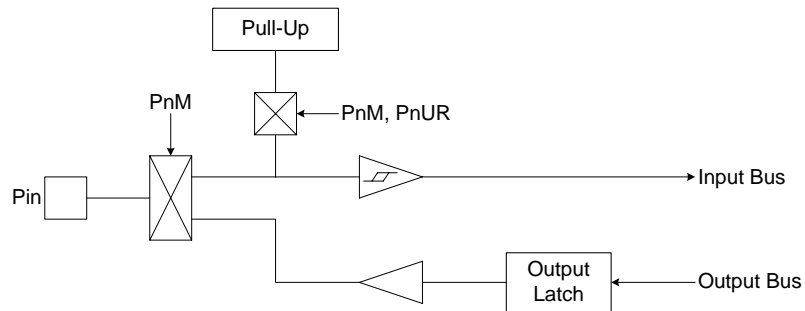 Pull-Up
PnM
PnM, PnUR
Pin
Input Bus
Output
Latch
Output Bus